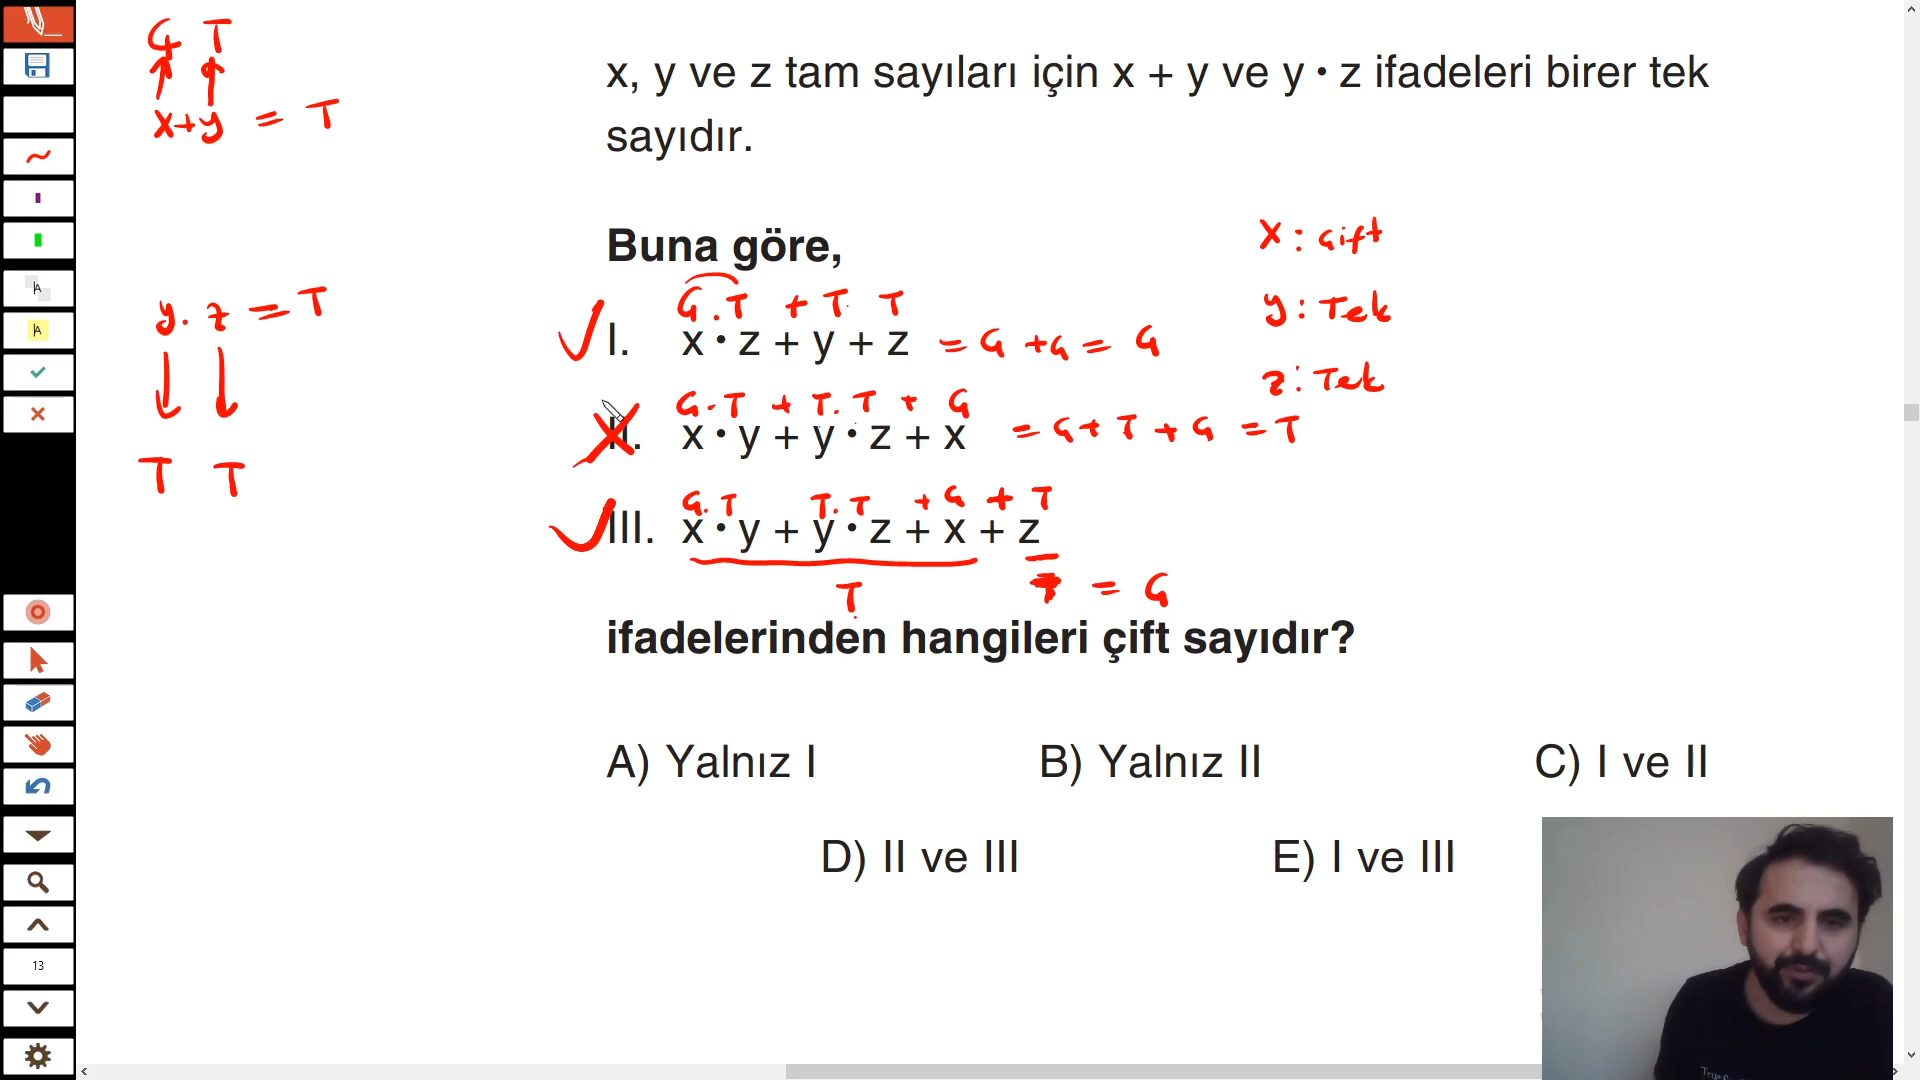 Ç T
x+y = T
x, y ve z tam sayıları için x + y ve y · z ifadeleri birer tek
sayıdır.
Buna göre,
x : çift
y : Tek
z : Tek
y . z = T
T T
Ç . T + T T
I. x · z + y + z = Ç + Ç = Ç
Ç . T + T . T + Ç
II. x · y + y · z + x = Ç + T + Ç = T
Ç . T T . T + Ç + T
III. x · y + y · z + x + z
T T = Ç
ifadelerinden hangileri çift sayıdır?
A) Yalnız I B) Yalnız II C) I ve II
D) II ve III E) I ve III
13